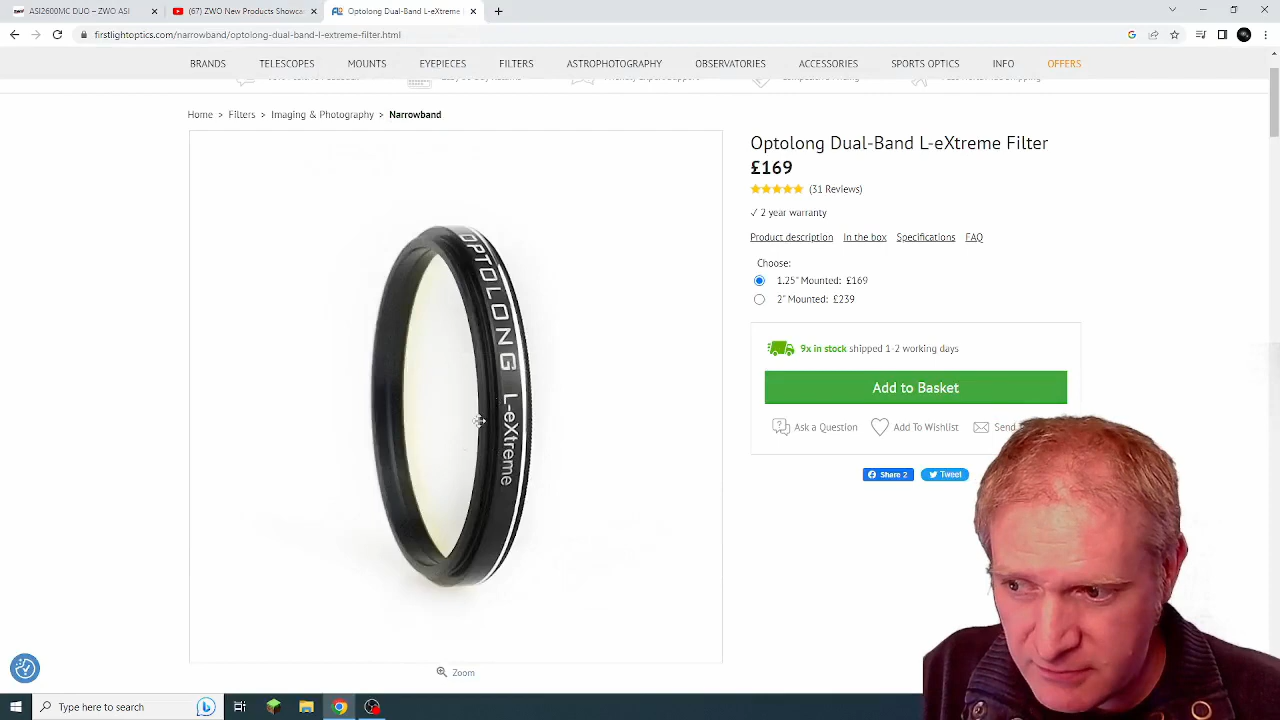 ZWO ASI2600MC DUO – ZWO ASI
(67) ZWO New Products Showca
Optolong Dual-Band L-eXtreme
firstlightoptics.com/narrowband/optolong-dual-band-l-extreme-filter.html
BRANDS TELESCOPES MOUNTS EYEPIECES FILTERS ASTROPHOTOGRAPHY OBSERVATORIES ACCESSORIES SPORTS OPTICS INFO OFFERS
Home > Filters > Imaging & Photography > Narrowband
OPTOLONG L-eXtreme
Zoom
Optolong Dual-Band L-eXtreme Filter
£169
(31 Reviews)
✓ 2 year warranty
Product description In the box Specifications FAQ
Choose:
1.25" Mounted: £169
2" Mounted: £239
9x in stock shipped 1-2 working days
Add to Basket
Ask a Question Add To Wishlist Send
Share 2 Tweet
Type here to search